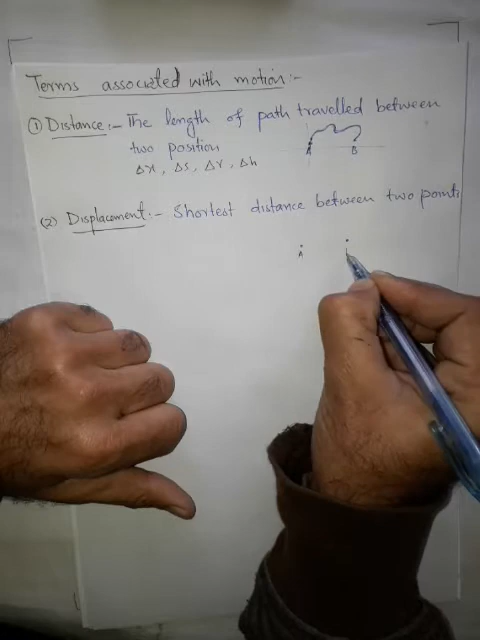 Terms associated with motion:-
① Distance:- The length of path travelled between
two position
Δx, Δs, Δr, Δh
A B
(2) Displacement:- Shortest distance between two points
A